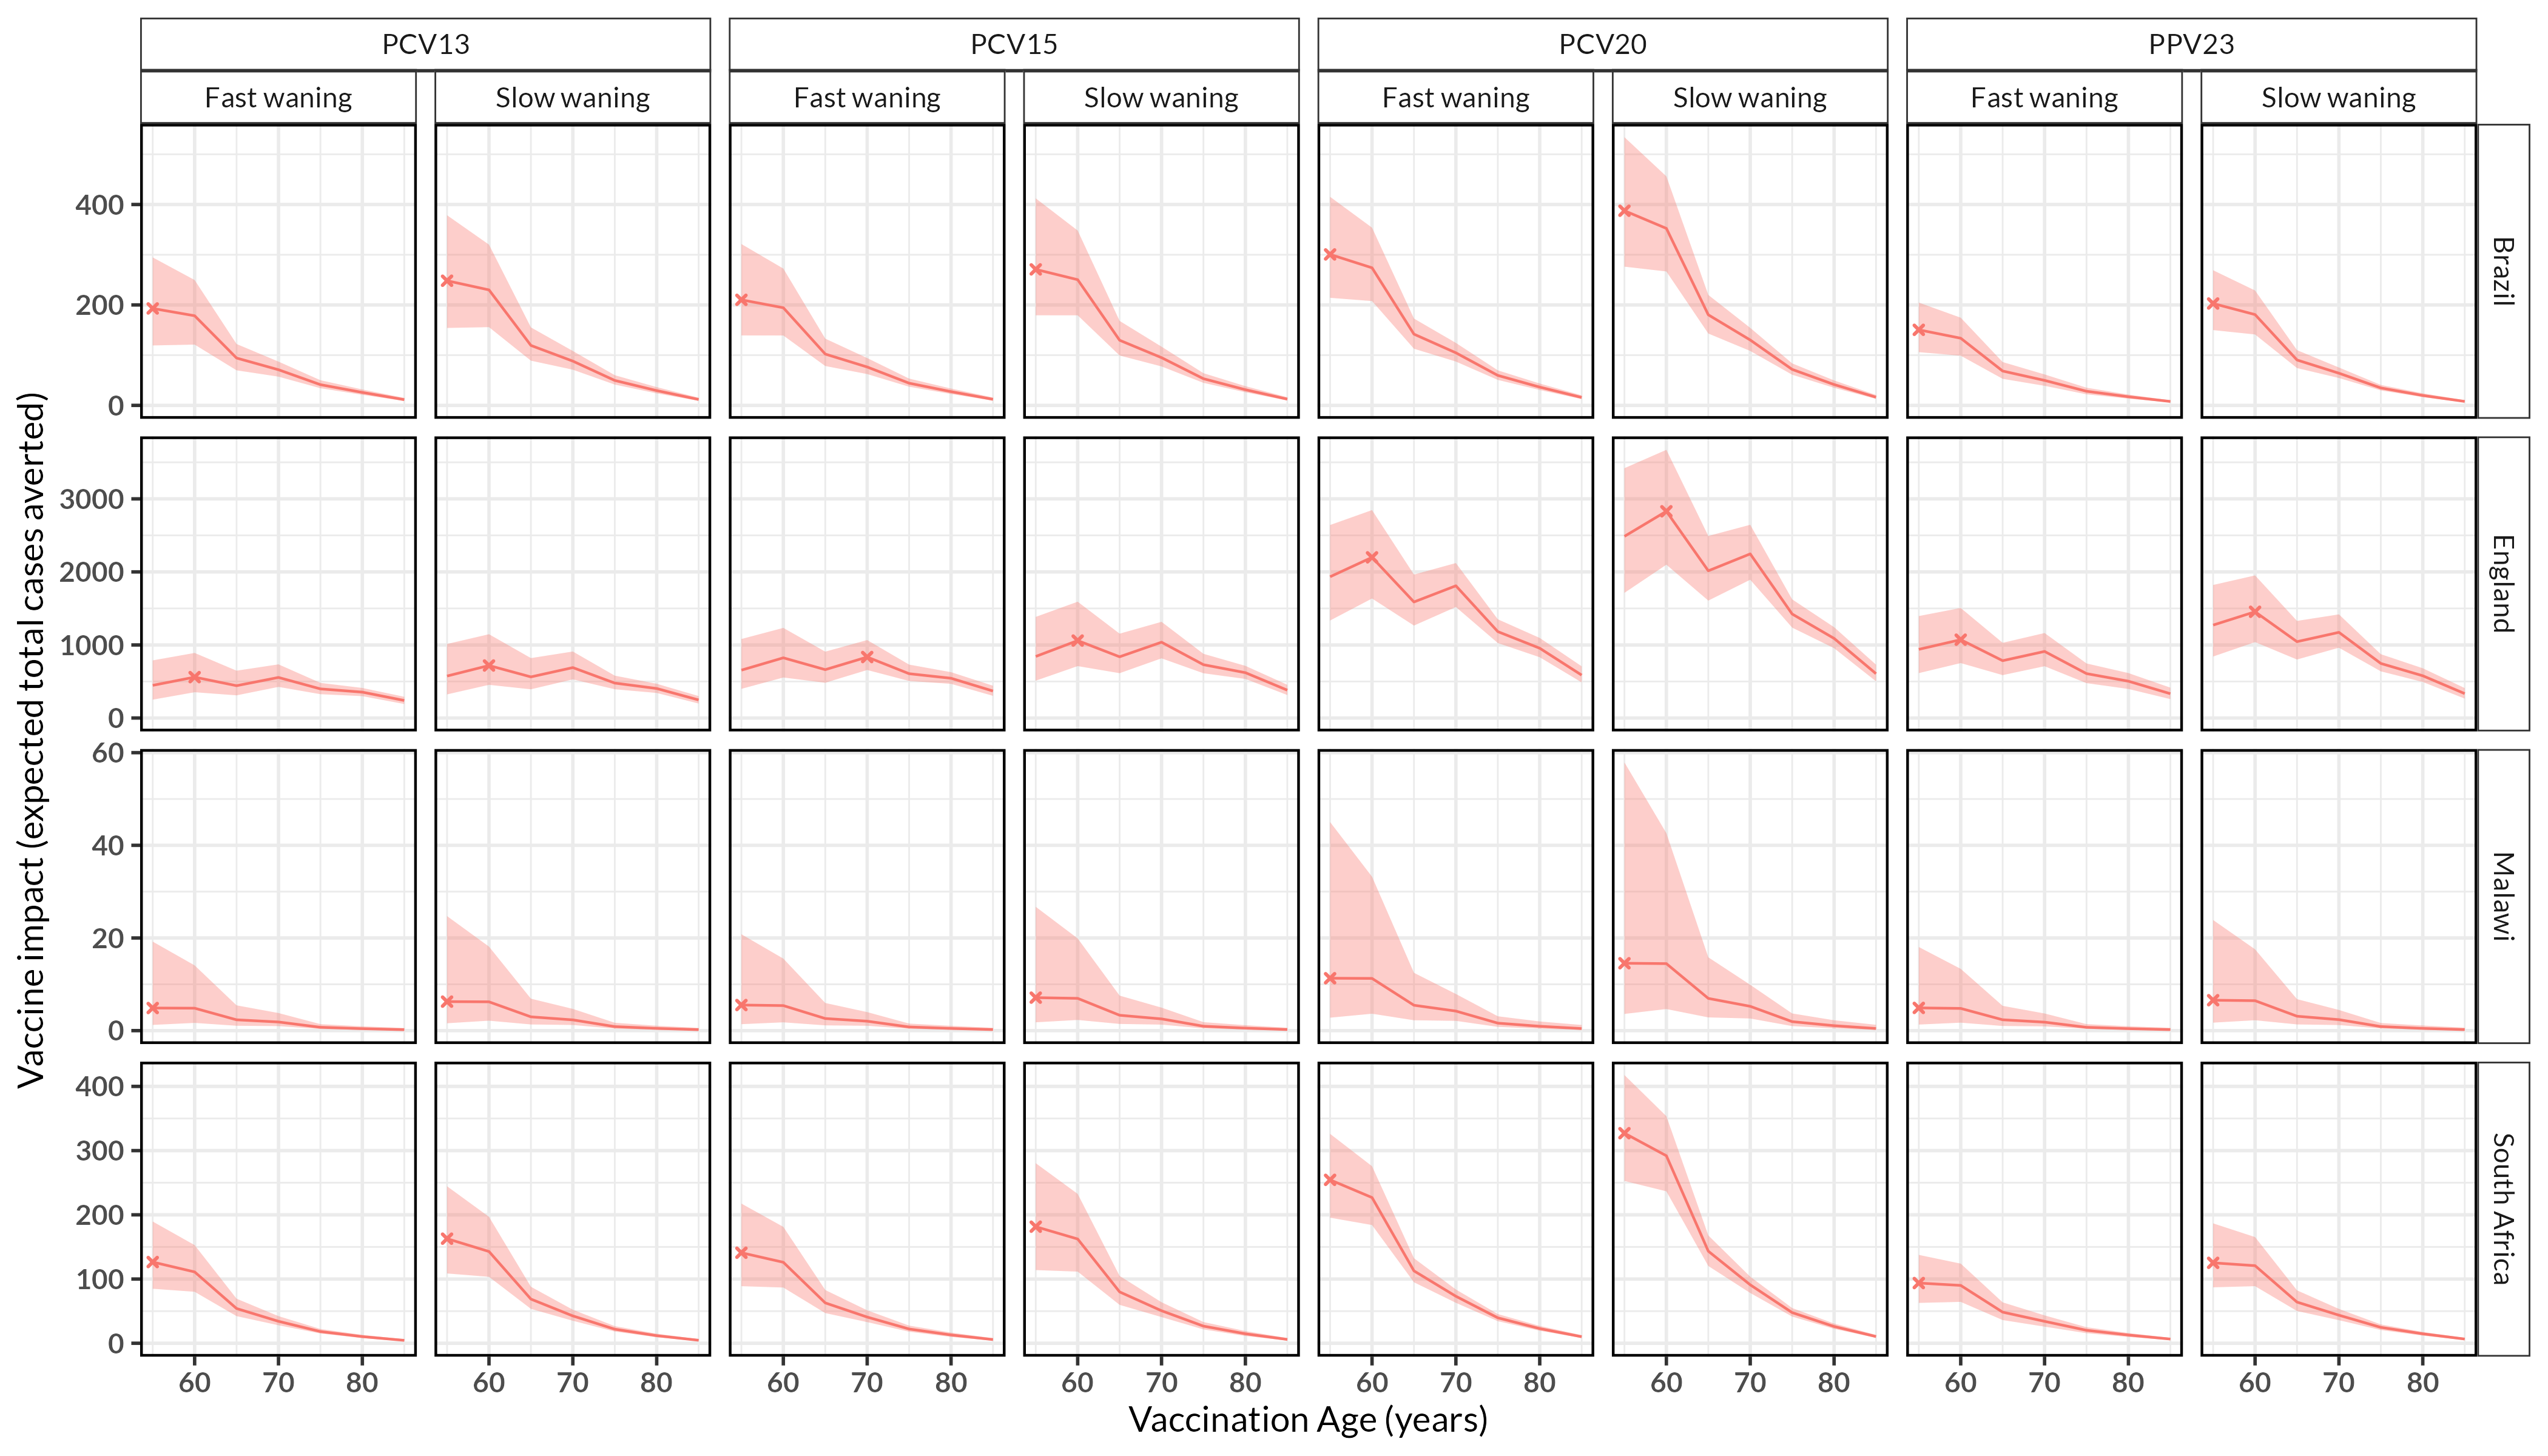 PCV13 PCV15 PCV20 PPV23
Fast waning Slow waning Fast waning Slow waning Fast waning Slow waning Fast waning Slow waning
Vaccine impact (expected total cases averted)
400
200
0
Brazil
3000
2000
1000
0
England
60
40
20
0
Malawi
400
300
200
100
0
South Africa
60 70 80 60 70 80 60 70 80 60 70 80 60 70 80 60 70 80 60 70 80 60 70 80
Vaccination Age (years)